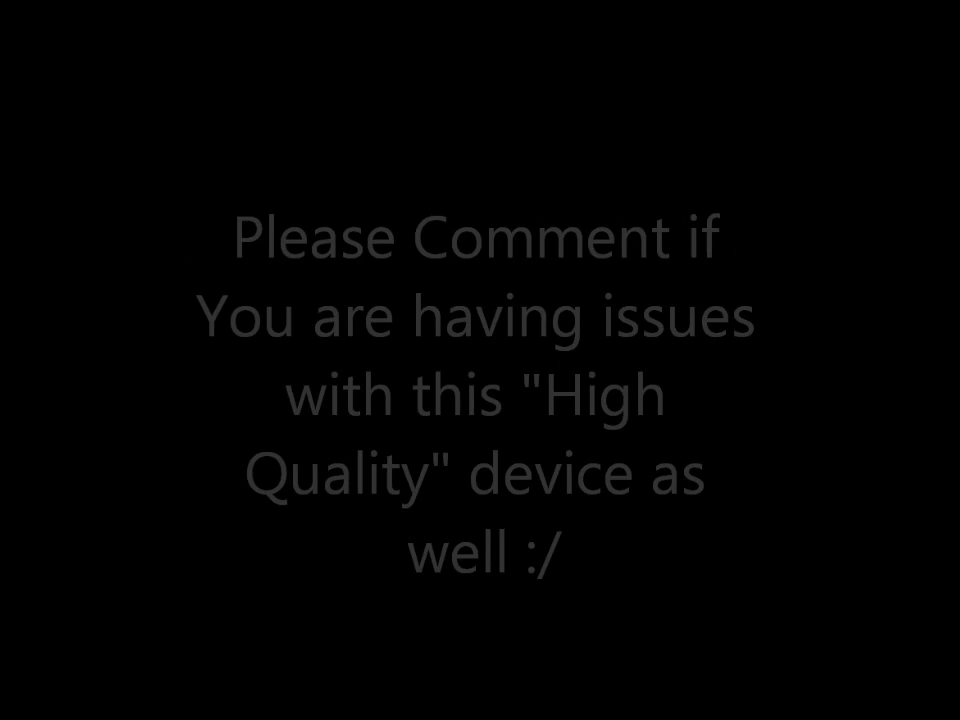 Please Comment if
You are having issues
with this "High
Quality" device as
well :/